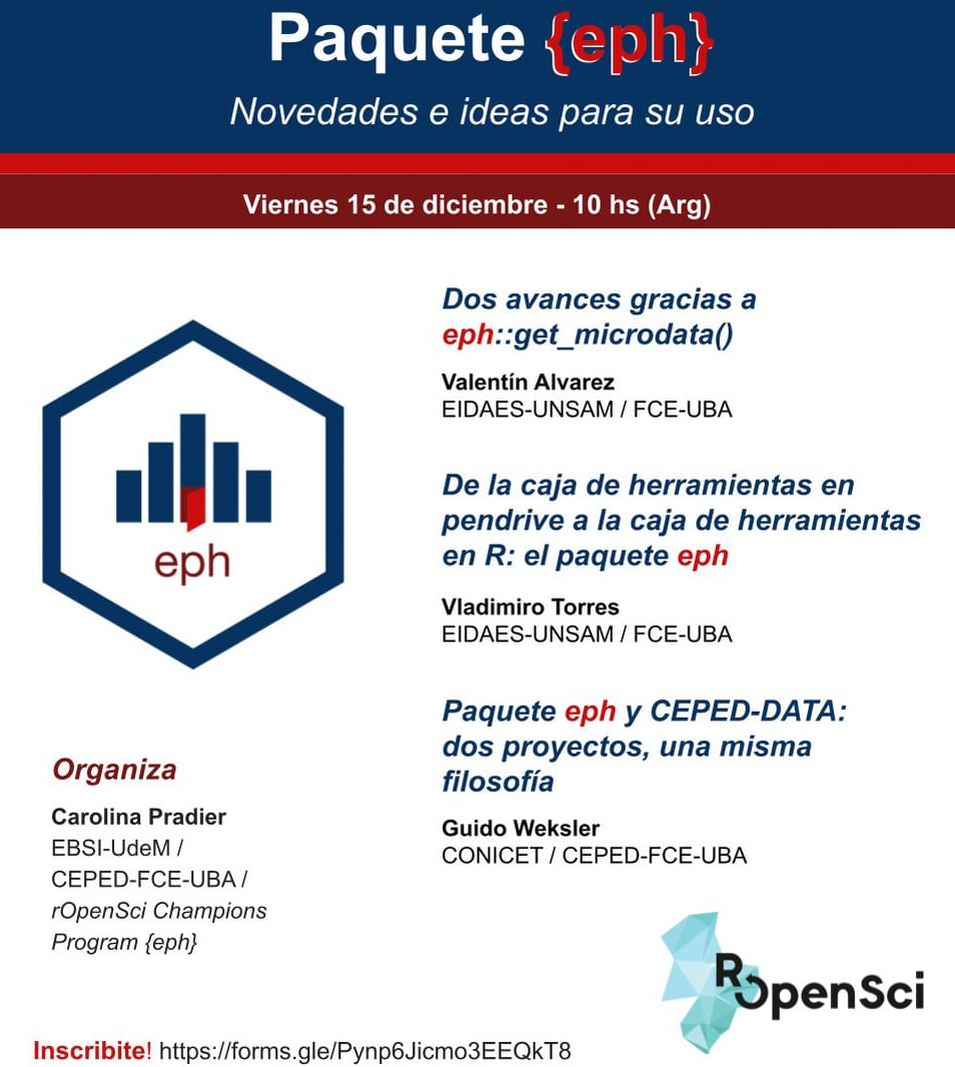 Paquete {eph}
Novedades e ideas para su uso
Viernes 15 de diciembre - 10 hs (Arg)
eph
Dos avances gracias a
eph::get_microdata()
Valentín Alvarez
EIDAES-UNSAM / FCE-UBA
De la caja de herramientas en
pendrive a la caja de herramientas
en R: el paquete eph
Vladimiro Torres
EIDAES-UNSAM / FCE-UBA
Paquete eph y CEPED-DATA:
dos proyectos, una misma
filosofía
Guido Weksler
CONICET / CEPED-FCE-UBA
Organiza
Carolina Pradier
EBSI-UdeM /
CEPED-FCE-UBA /
rOpenSci Champions
Program {eph}
ROpenSci
Inscribite! https://forms.gle/Pynp6Jicmo3EEQkT8